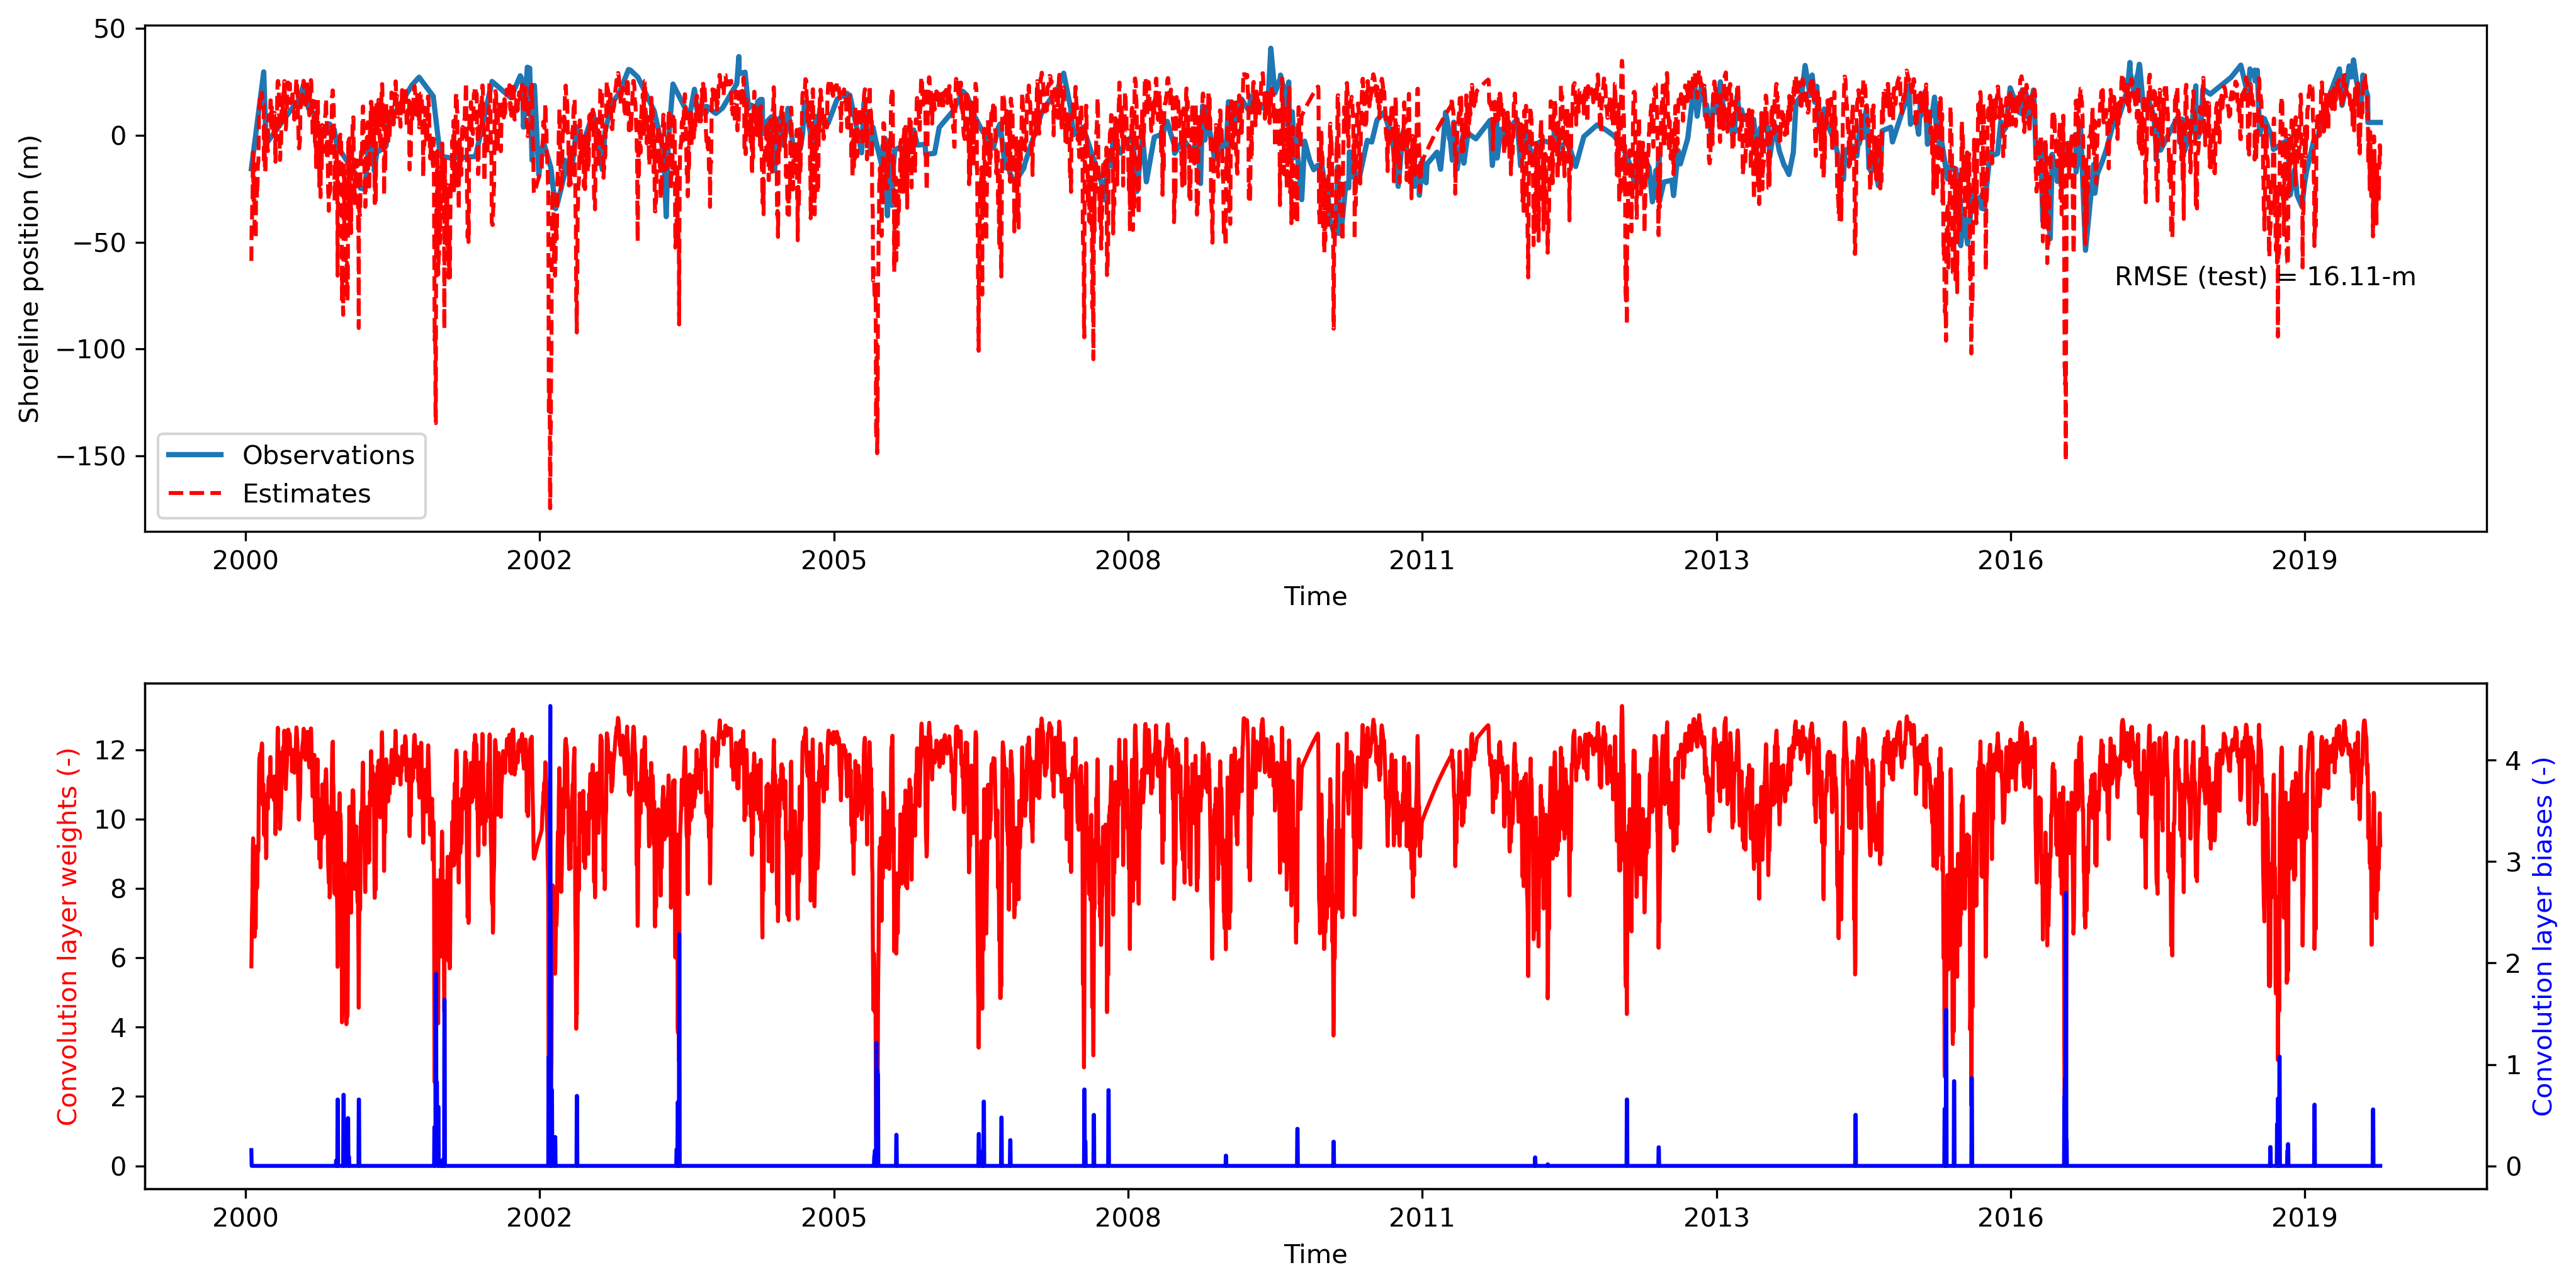 50
0
−50
−100
−150
Shoreline position (m)
Observations
Estimates
RMSE (test) = 16.11-m
2000 2002 2005 2008 2011 2013 2016 2019
Time
12
10
8
6
4
2
0
Convolution layer weights (-)
4
3
2
1
0
Convolution layer biases (-)
2000 2002 2005 2008 2011 2013 2016 2019
Time